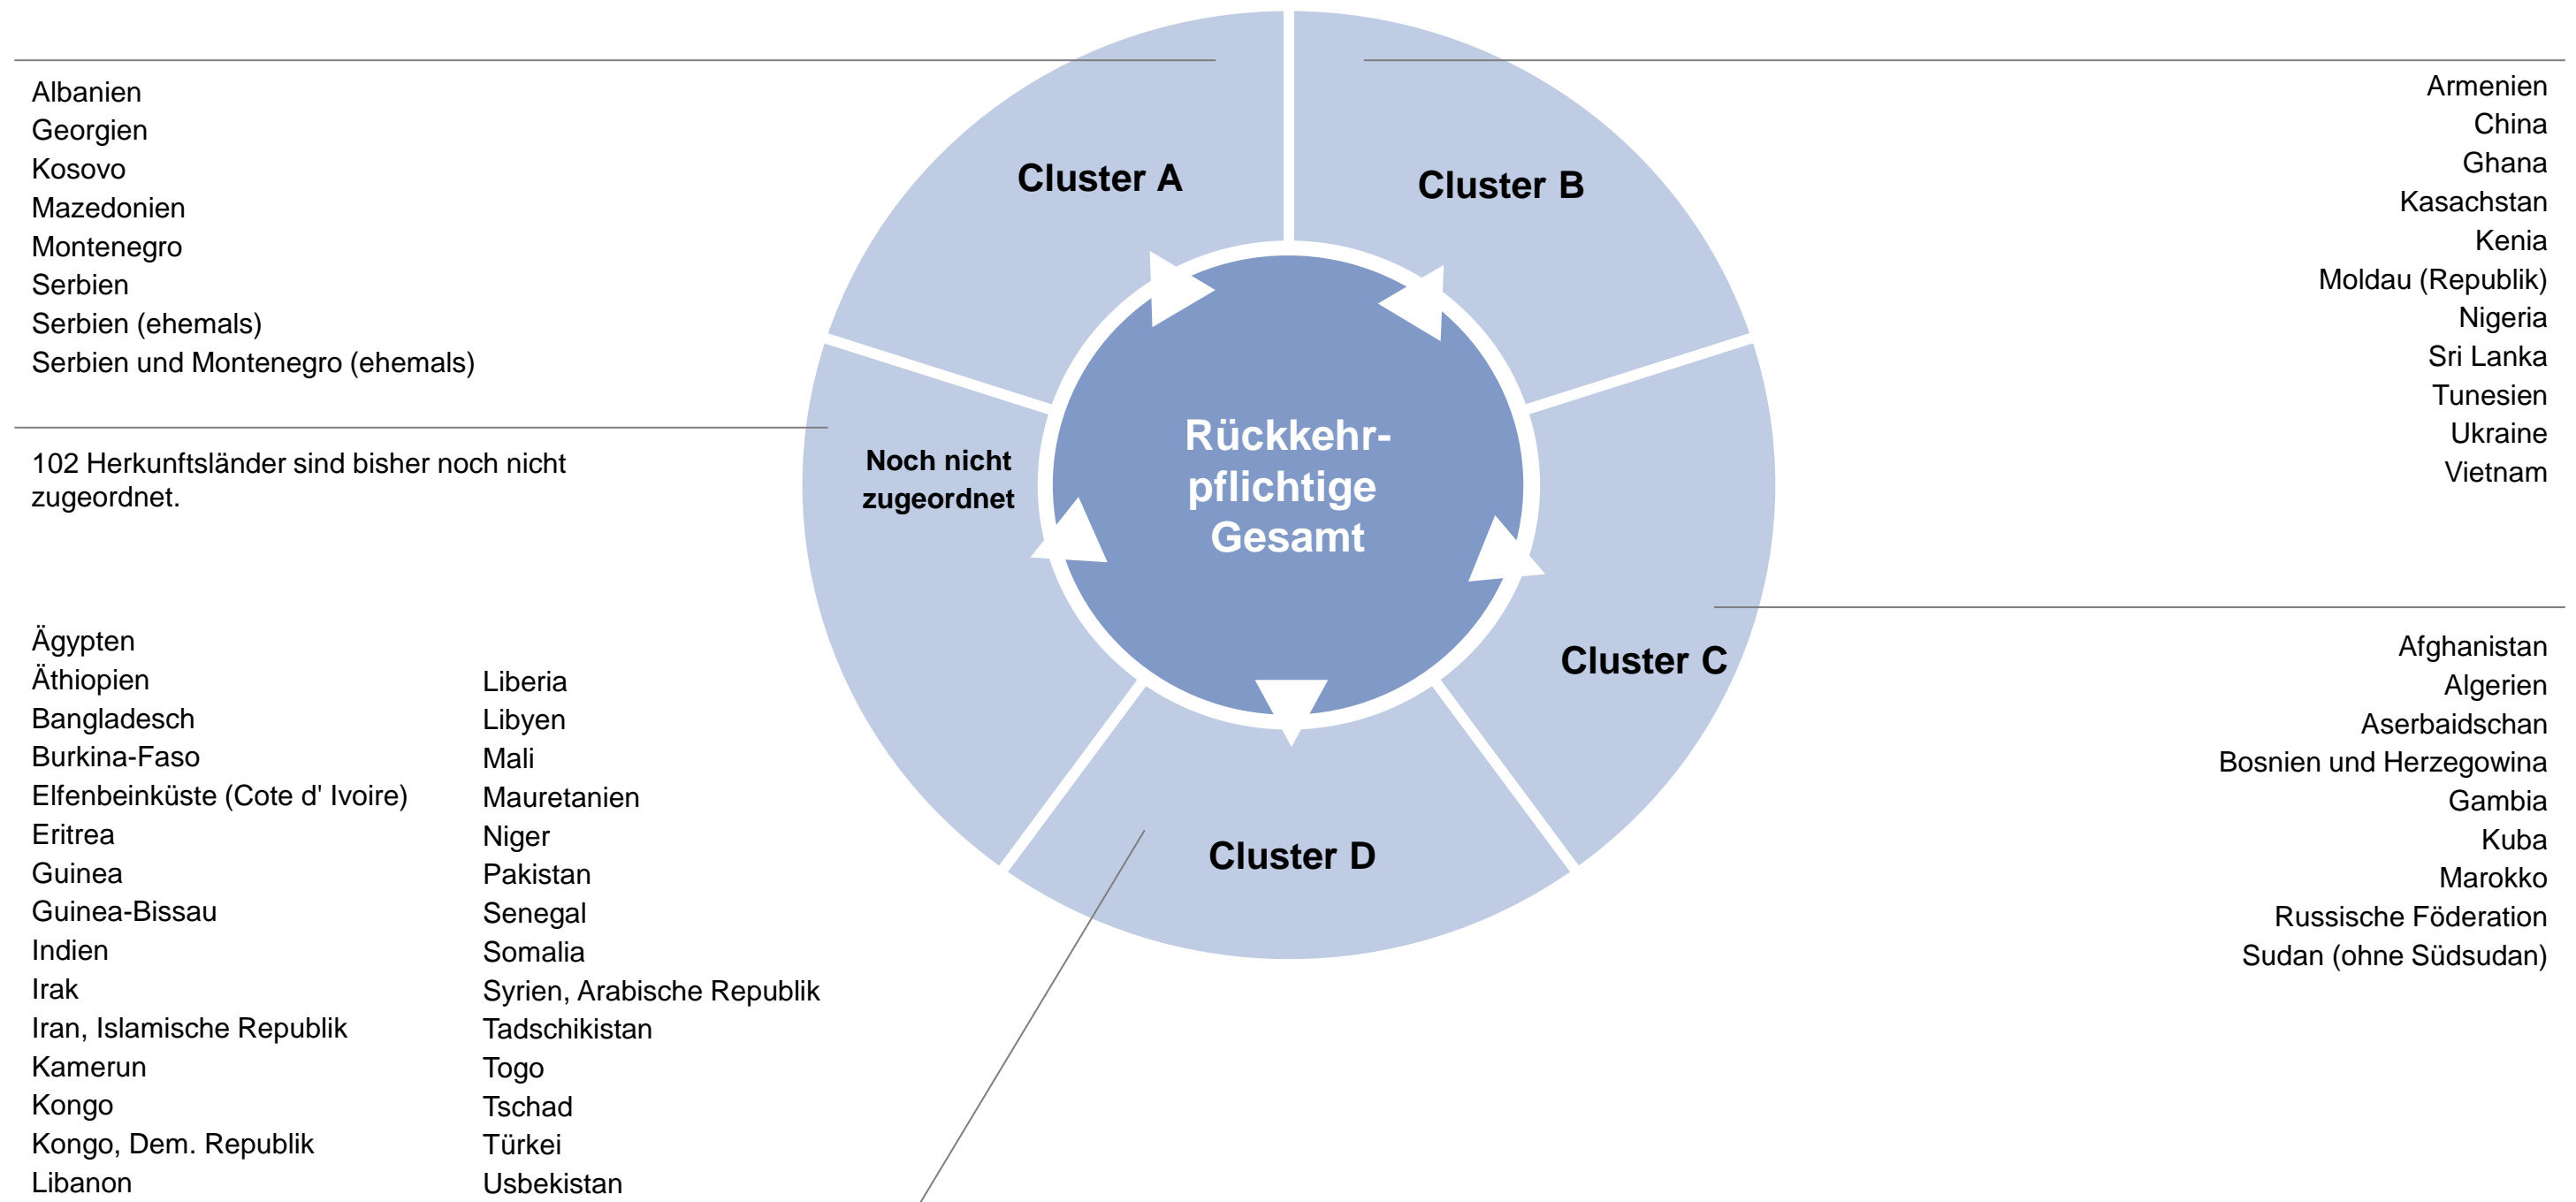 Albanien
Georgien
Kosovo
Mazedonien
Montenegro
Serbien
Serbien (ehemals)
Serbien und Montenegro (ehemals)
102 Herkunftsländer sind bisher noch nicht
zugeordnet.
Ägypten
Äthiopien
Bangladesch
Burkina-Faso
Elfenbeinküste (Cote d' Ivoire)
Eritrea
Guinea
Guinea-Bissau
Indien
Irak
Iran, Islamische Republik
Kamerun
Kongo
Kongo, Dem. Republik
Libanon
Liberia
Libyen
Mali
Mauretanien
Niger
Pakistan
Senegal
Somalia
Syrien, Arabische Republik
Tadschikistan
Togo
Tschad
Türkei
Usbekistan
Cluster A
Cluster B
Noch nicht
zugeordnet
Rückkehr-
pflichtige
Gesamt
Cluster C
Cluster D
Armenien
China
Ghana
Kasachstan
Kenia
Moldau (Republik)
Nigeria
Sri Lanka
Tunesien
Ukraine
Vietnam
Afghanistan
Algerien
Aserbaidschan
Bosnien und Herzegowina
Gambia
Kuba
Marokko
Russische Föderation
Sudan (ohne Südsudan)